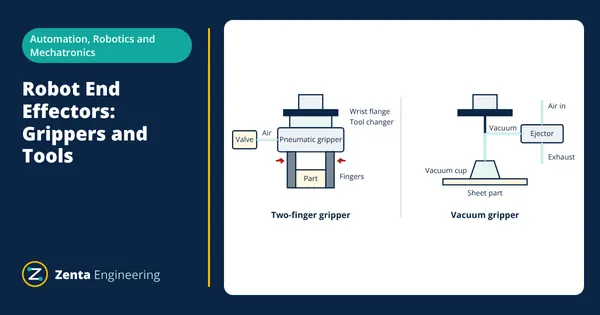 Automation, Robotics and
Mechatronics
Robot End
Effectors:
Grippers and
Tools
Zenta Engineering
Wrist flange
Tool changer
Valve
Air
Pneumatic gripper
Part
Fingers
Two-finger gripper
Air in
Vacuum
Ejector
Exhaust
Vacuum cup
Sheet part
Vacuum gripper